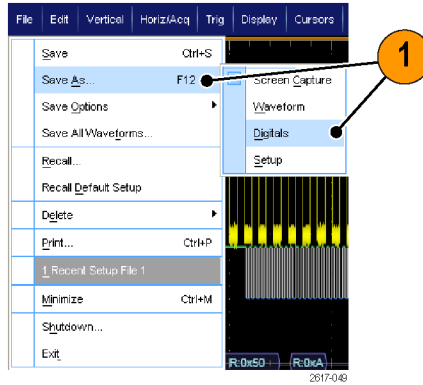 File Edit Vertical Horiz/Acq Trig Display Cursors
1
Save Ctrl+S
Save As... F12
Screen Capture
Save Options
Waveform
Save All Waveforms...
Digitals
Recall...
Setup
Recall Default Setup
Delete
Print... Ctrl+P
1 Recent Setup File 1
Minimize Ctrl+M
Shutdown...
Exit
R:0x50 R:0xA
2617-049